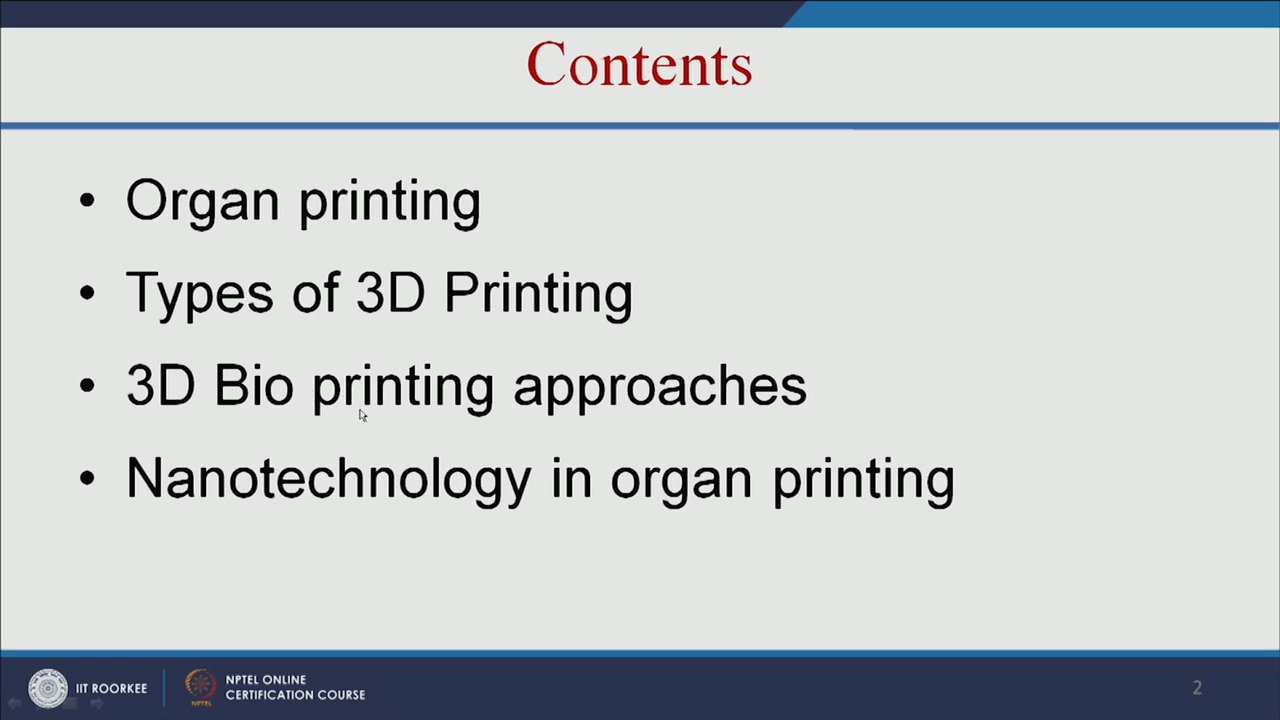 Contents
• Organ printing
• Types of 3D Printing
• 3D Bio printing approaches
• Nanotechnology in organ printing
IIT ROORKEE
NPTEL ONLINE
CERTIFICATION COURSE
NPTEL
2